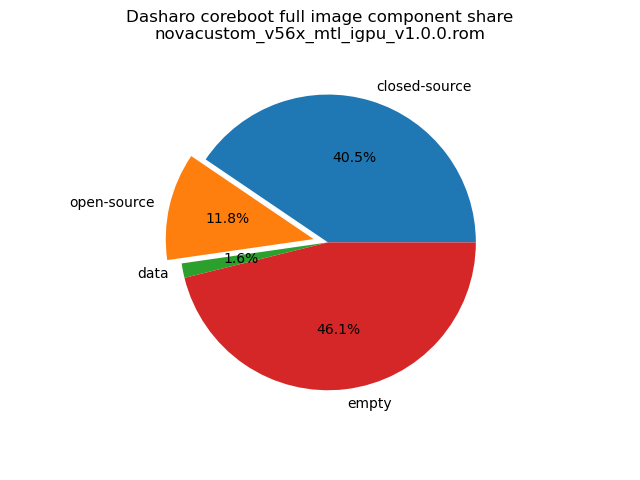 Dasharo coreboot full image component share
novacustom_v56x_mtl_igpu_v1.0.0.rom
closed-source
40.5%
open-source
11.8%
data
1.6%
46.1%
empty